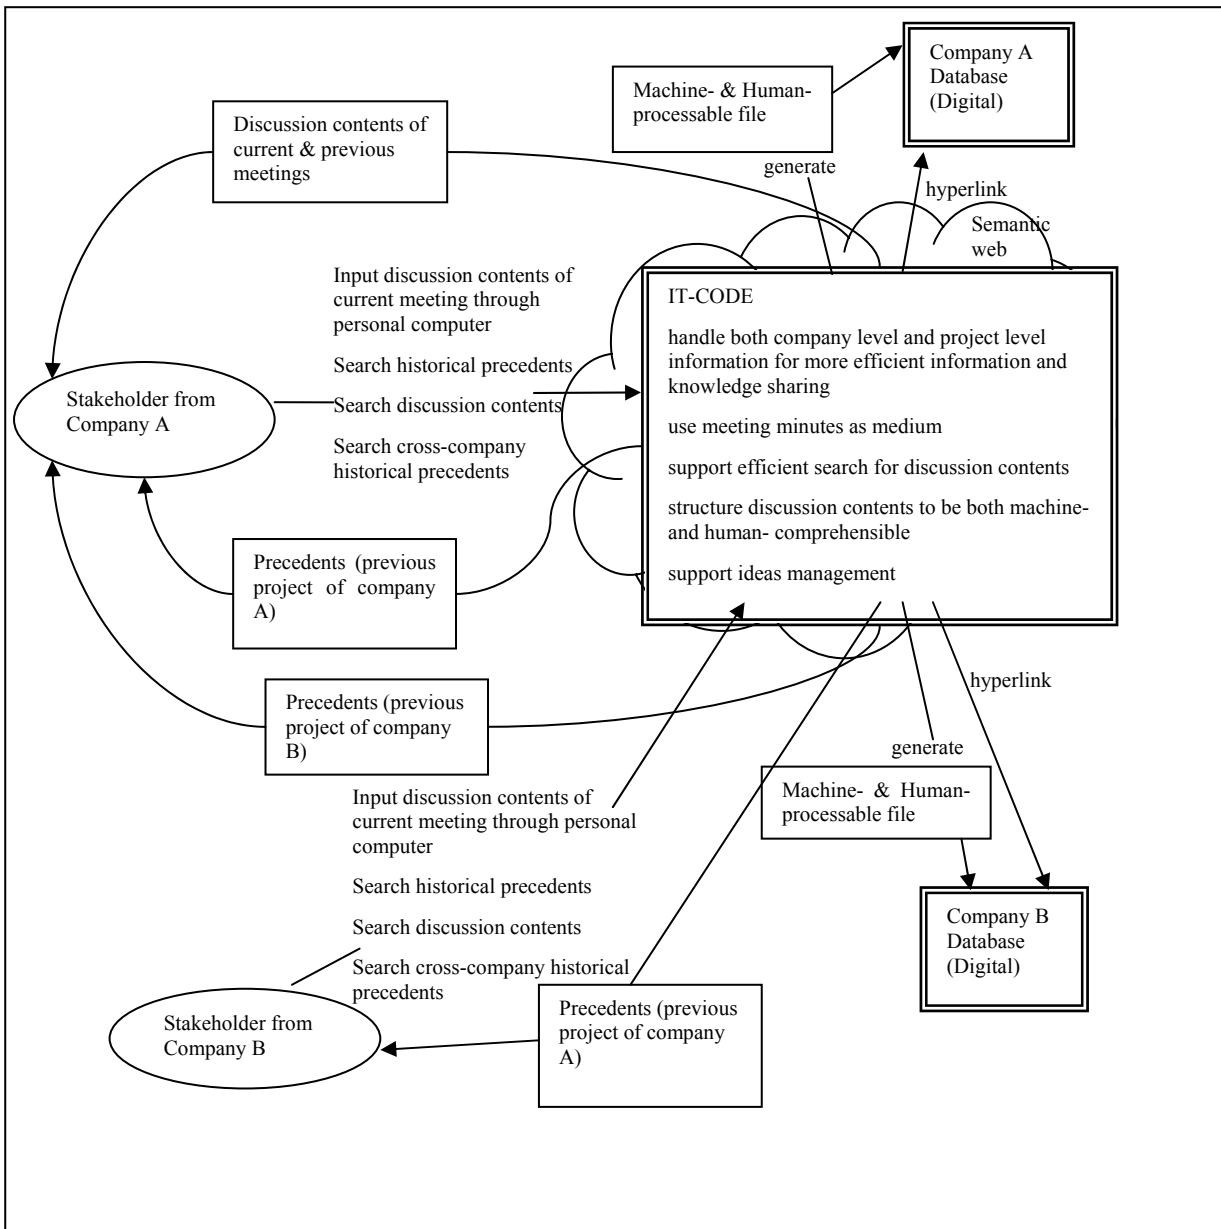 Company A
Database
(Digital)
Machine- & Human-
processable file
Discussion contents of
current & previous
meetings
generate
hyperlink
Semantic
web
Input discussion contents of
current meeting through
personal computer
Search historical precedents
Search discussion contents
Search cross-company
historical precedents
Stakeholder from
Company A
IT-CODE
handle both company level and project level
information for more efficient information and
knowledge sharing
use meeting minutes as medium
support efficient search for discussion contents
structure discussion contents to be both machine-
and human- comprehensible
support ideas management
Precedents (previous
project of company
A)
Precedents (previous
project of company
B)
hyperlink
generate
Machine- & Human-
processable file
Input discussion contents of
current meeting through personal
computer
Search historical precedents
Search discussion contents
Search cross-company historical
precedents
Company B
Database
(Digital)
Stakeholder from
Company B
Precedents (previous
project of company
A)